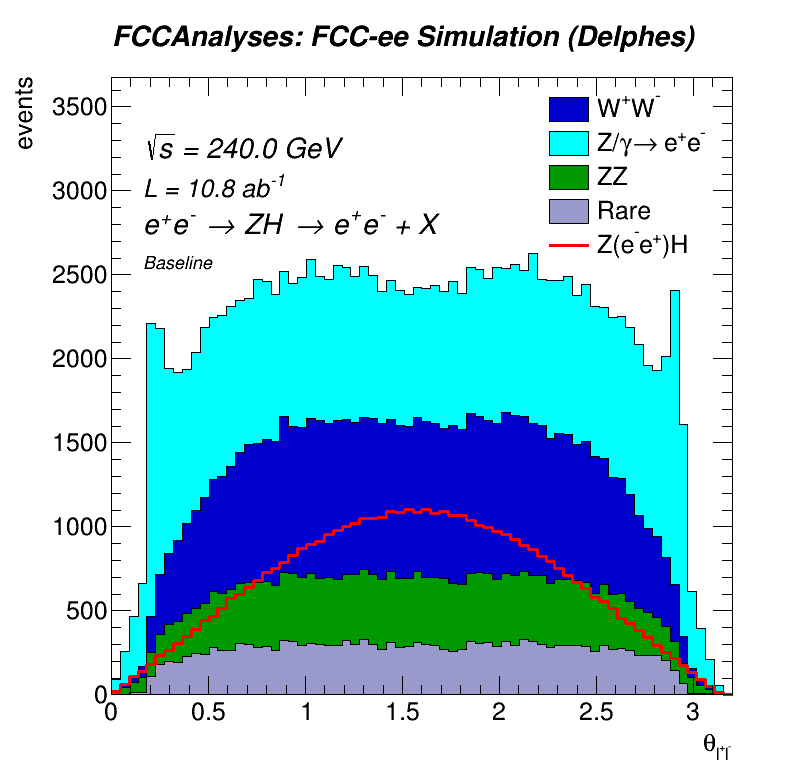 FCCAnalyses: FCC-ee Simulation (Delphes)
events
3500
3000
2500
2000
1500
1000
500
0
√s = 240.0 GeV
L = 10.8 ab⁻¹
e⁺e⁻ → ZH → e⁺e⁻ + X
Baseline
W⁺W⁻
Z/γ→ e⁺e⁻
ZZ
Rare
Z(e⁻e⁺)H
0 0.5 1 1.5 2 2.5 3
θ_l⁺l⁻